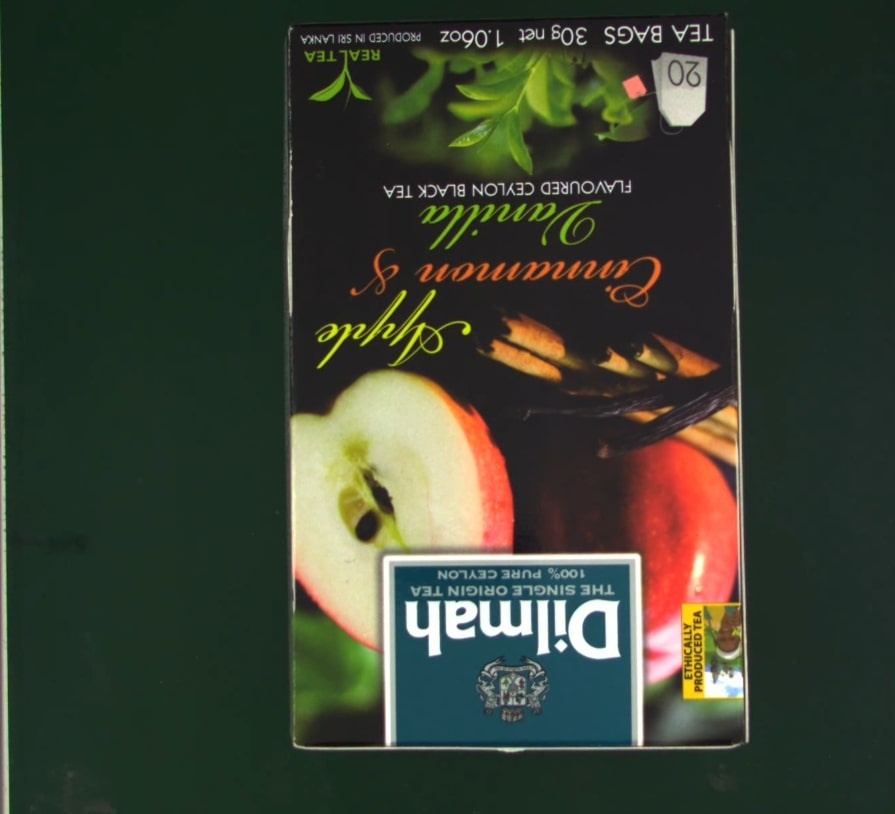 Dilmah
THE SINGLE ORIGIN TEA
100% PURE CEYLON
ETHICALLY
PRODUCED TEA
Apple
Cinnamon &
Vanilla
FLAVOURED CEYLON BLACK TEA
20
REAL TEA
TEA BAGS 30g net 1.06oz PRODUCED IN SRI LANKA